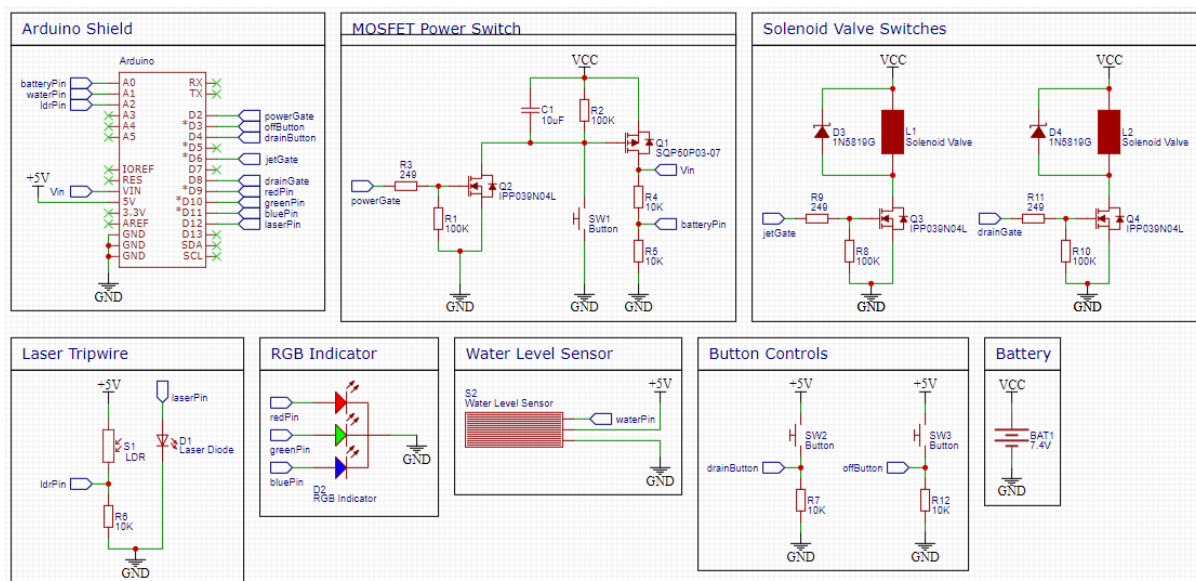 Arduino Shield
Arduino
batteryPin
waterPin
ldrPin
A0
A1
A2
A3
A4
A5
IOREF
RES
VIN
5V
3.3V
AREF
GND
GND
GND
+5V
Vin
GND
RX
TX
D2
*D3
D4
*D5
*D6
D7
D8
*D9
*D10
*D11
D12
D13
SDA
SCL
powerGate
offButton
drainButton
jetGate
drainGate
redPin
greenPin
bluePin
laserPin
MOSFET Power Switch
VCC
C1
10uF
R2
100K
Q1
SQP50P03-07
Vin
R4
10K
batteryPin
R5
10K
GND
R3
249
powerGate
Q2
IPP039N04L
R1
100K
GND
SW1
Button
GND
Solenoid Valve Switches
VCC
D3
1N5819G
L1
Solenoid Valve
R9
249
jetGate
Q3
IPP039N04L
R8
100K
GND
VCC
D4
1N5819G
L2
Solenoid Valve
R11
249
drainGate
Q4
IPP039N04L
R10
100K
GND
Laser Tripwire
+5V
laserPin
S1
LDR
D1
Laser Diode
ldrPin
R6
10K
GND
RGB Indicator
redPin
greenPin
bluePin
GND
D2
RGB Indicator
Water Level Sensor
+5V
S2
Water Level Sensor
waterPin
GND
Button Controls
+5V
SW2
Button
drainButton
R7
10K
GND
+5V
SW3
Button
offButton
R12
10K
GND
Battery
VCC
BAT1
7.4V
GND